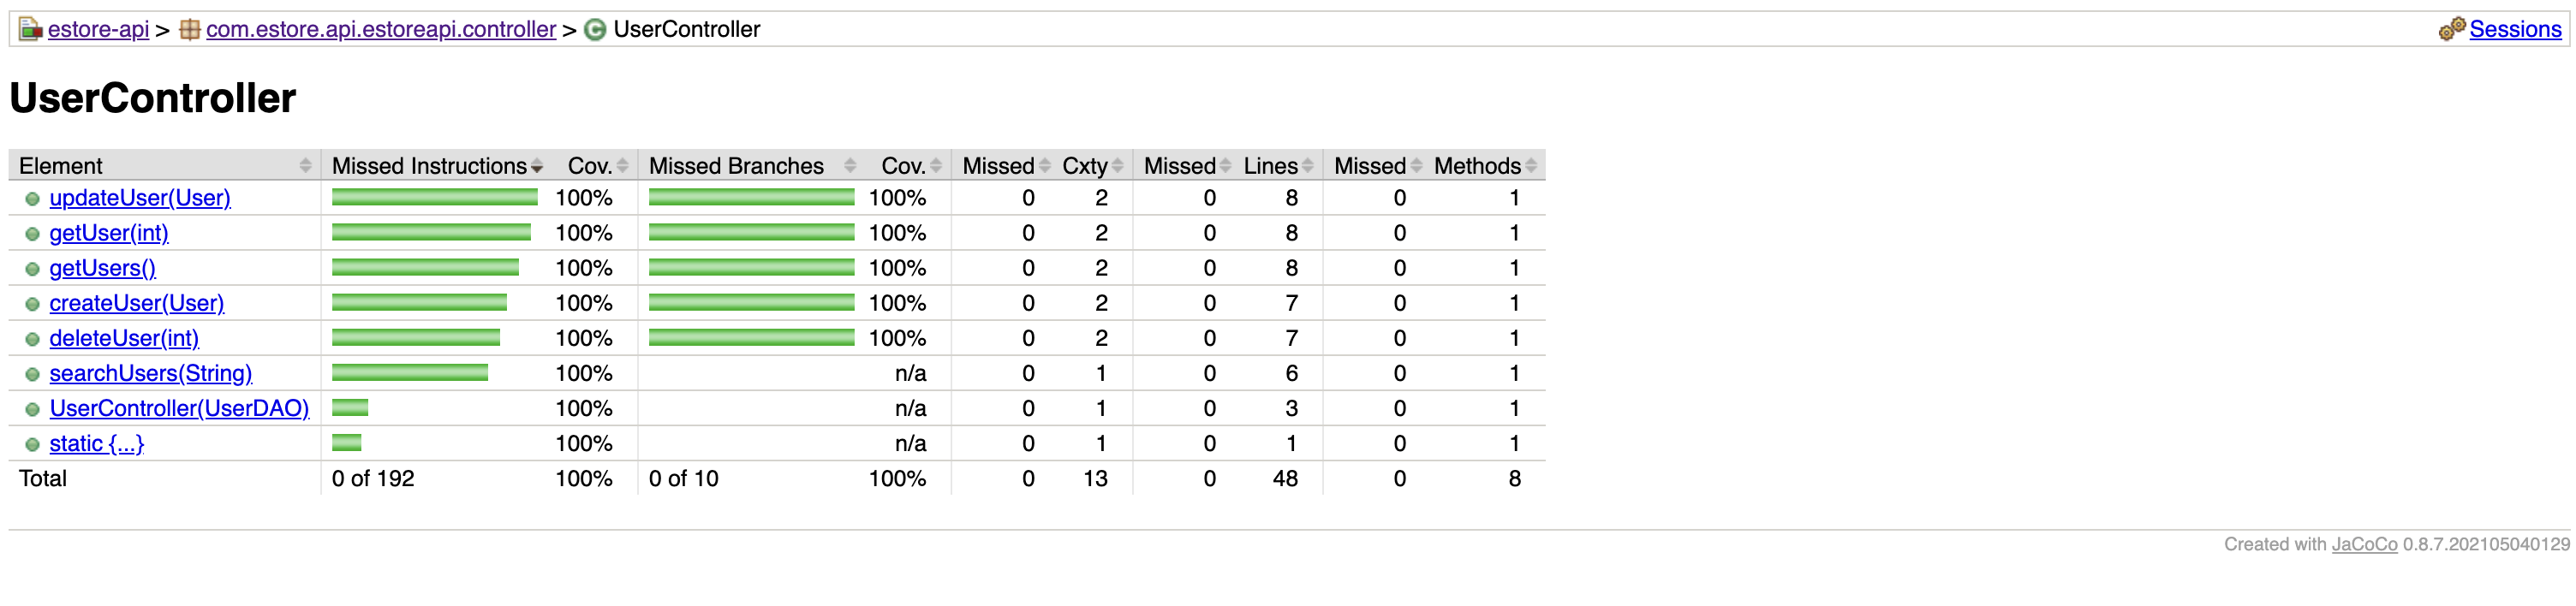 estore-api > com.estore.api.estoreapi.controller > UserController Sessions
UserController
Element Missed Instructions Cov. Missed Branches Cov. Missed Cxty Missed Lines Missed Methods
updateUser(User) 100% 100% 0 2 0 8 0 1
getUser(int) 100% 100% 0 2 0 8 0 1
getUsers() 100% 100% 0 2 0 8 0 1
createUser(User) 100% 100% 0 2 0 7 0 1
deleteUser(int) 100% 100% 0 2 0 7 0 1
searchUsers(String) 100% n/a 0 1 0 6 0 1
UserController(UserDAO) 100% n/a 0 1 0 3 0 1
static {...} 100% n/a 0 1 0 1 0 1
Total 0 of 192 100% 0 of 10 100% 0 13 0 48 0 8
Created with JaCoCo 0.8.7.202105040129